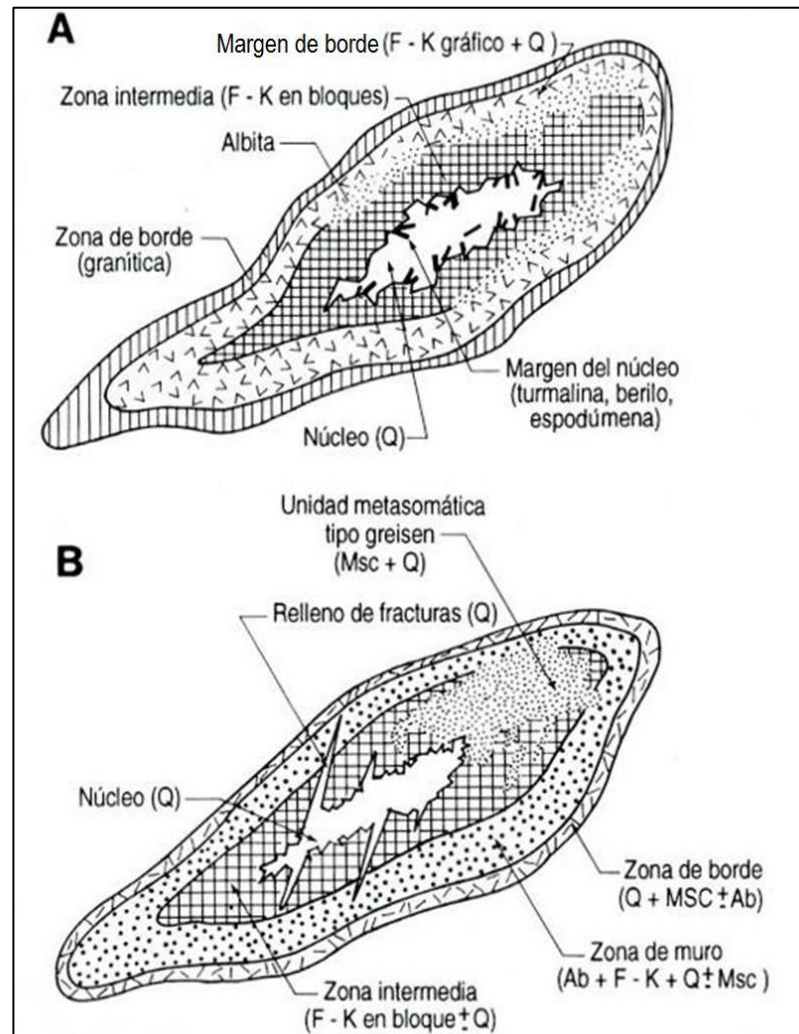 A
Margen de borde (F - K gráfico + Q )
Zona intermedia (F - K en bloques)
Albita
Zona de borde
(granítica)
Margen del núcleo
(turmalina, berilo,
espodúmena)
Núcleo (Q)
Unidad metasomática
tipo greisen
(Msc + Q)
B
Relleno de fracturas (Q)
Núcleo (Q)
Zona de borde
(Q + MSC ± Ab)
Zona de muro
(Ab + F - K + Q ± Msc )
Zona intermedia
(F - K en bloque ± Q)